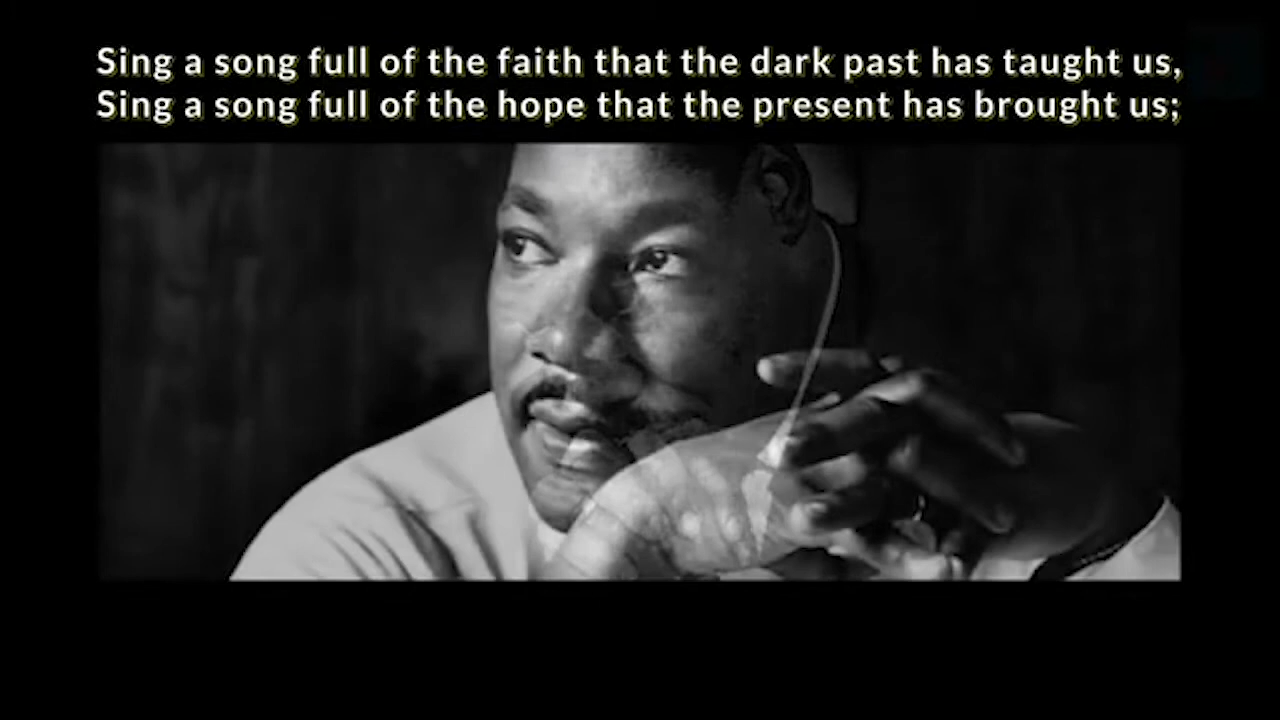 Sing a song full of the faith that the dark past has taught us,
Sing a song full of the hope that the present has brought us;